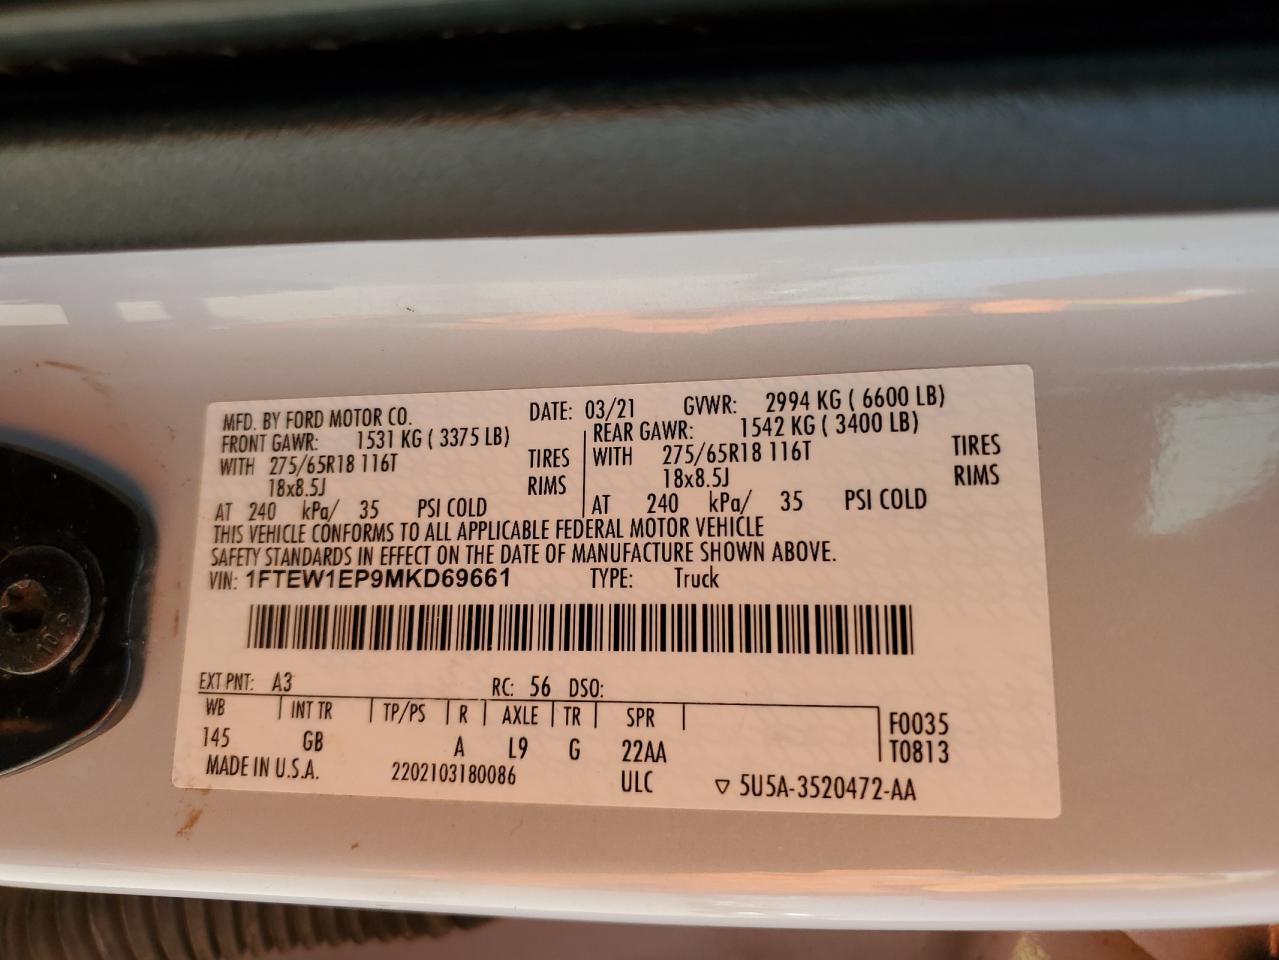 MFD. BY FORD MOTOR CO. DATE: 03/21 GVWR: 2994 KG ( 6600 LB)
FRONT GAWR: 1531 KG ( 3375 LB) REAR GAWR: 1542 KG ( 3400 LB)
WITH 275/65R18 116T TIRES WITH 275/65R18 116T TIRES
18x8.5J RIMS 18x8.5J RIMS
AT 240 kPa/ 35 PSI COLD AT 240 kPa/ 35 PSI COLD
THIS VEHICLE CONFORMS TO ALL APPLICABLE FEDERAL MOTOR VEHICLE
SAFETY STANDARDS IN EFFECT ON THE DATE OF MANUFACTURE SHOWN ABOVE.
VIN: 1FTEW1EP9MKD69661 TYPE: Truck
EXT PNT: A3 RC: 56 DSO:
WB INT TR TP/PS R AXLE TR SPR F0035
145 GB A L9 G 22AA T0813
MADE IN U.S.A. 2202103180086 ULC ▽ 5U5A-3520472-AA
10.9